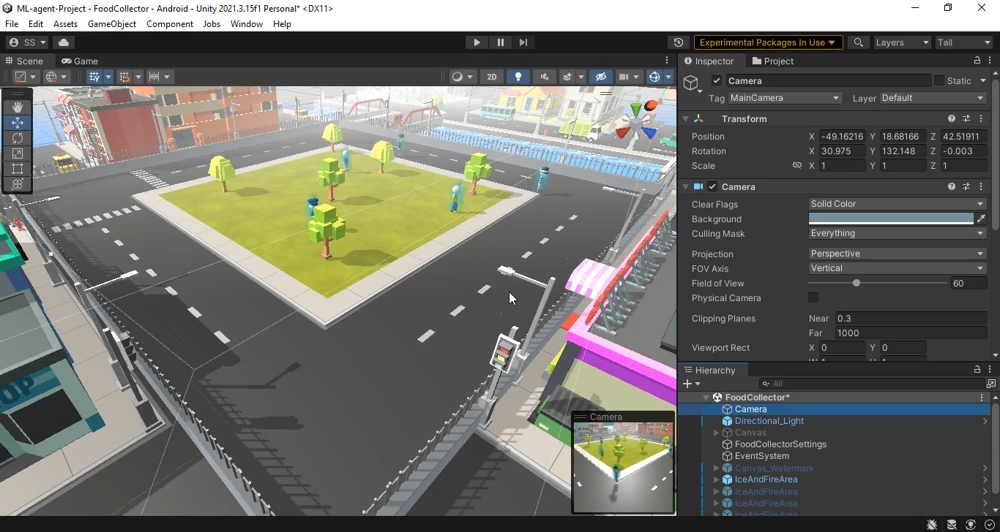 ML-agent-Project - FoodCollector - Android - Unity 2021.3.15f1 Personal* <DX11>
File Edit Assets GameObject Component Jobs Window Help
SS Experimental Packages In Use Layers Tall
Scene Game
2D
Inspector Project
Camera Static
Tag MainCamera Layer Default
Transform
Position X -49.16216 Y 18.68166 Z 42.51911
Rotation X 30.975 Y 132.148 Z -0.003
Scale X 1 Y 1 Z 1
Camera
Clear Flags Solid Color
Background
Culling Mask Everything
Projection Perspective
FOV Axis Vertical
Field of View 60
Physical Camera
Clipping Planes Near 0.3
Far 1000
Viewport Rect X 0 Y 0
Hierarchy
All
FoodCollector*
Camera
Directional_Light
Canvas
FoodCollectorSettings
EventSystem
Canvas_Watermark
IceAndFireArea
IceAndFireArea
IceAndFireArea
IceAndFireArea
Camera
OP